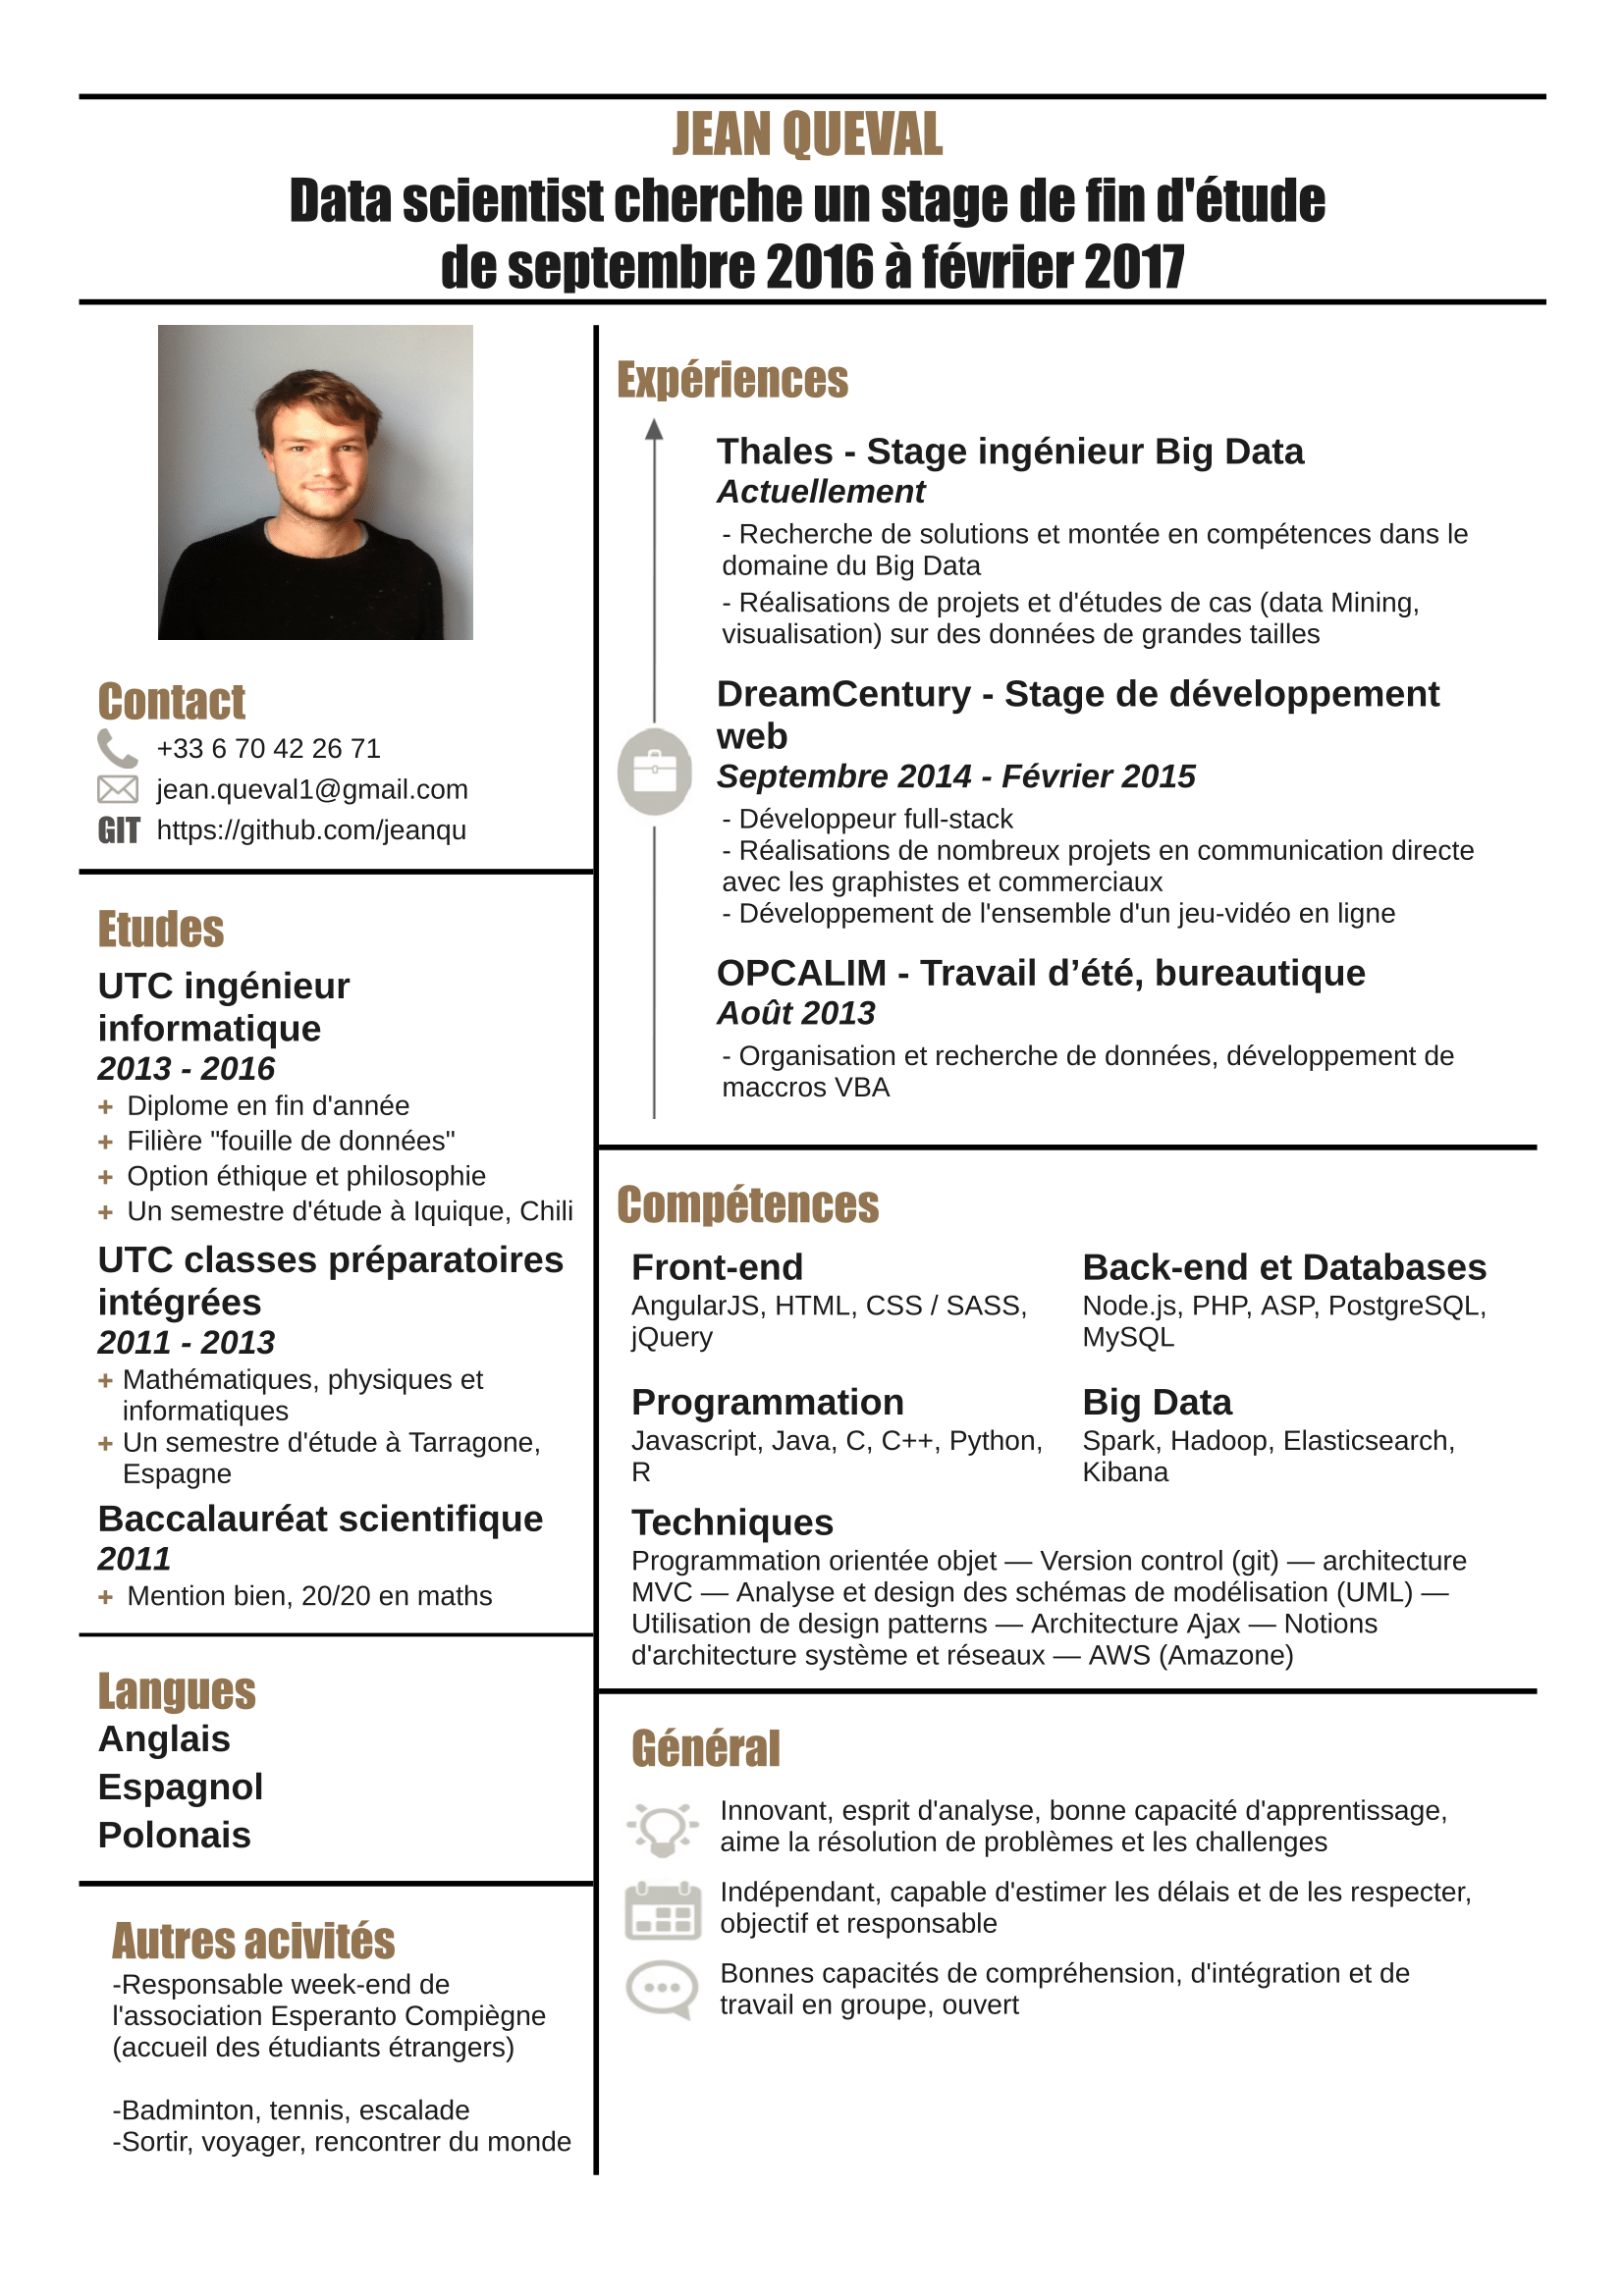 JEAN QUEVAL
Data scientist cherche un stage de fin d'étude
de septembre 2016 à février 2017
Contact
+33 6 70 42 26 71
jean.queval1@gmail.com
GIT https://github.com/jeanqu
Etudes
UTC ingénieur
informatique
2013 - 2016
+ Diplome en fin d'année
+ Filière "fouille de données"
+ Option éthique et philosophie
+ Un semestre d'étude à Iquique, Chili
UTC classes préparatoires
intégrées
2011 - 2013
+ Mathématiques, physiques et
informatiques
+ Un semestre d'étude à Tarragone,
Espagne
Baccalauréat scientifique
2011
+ Mention bien, 20/20 en maths
Langues
Anglais
Espagnol
Polonais
Autres acivités
-Responsable week-end de
l'association Esperanto Compiègne
(accueil des étudiants étrangers)
-Badminton, tennis, escalade
-Sortir, voyager, rencontrer du monde
Expériences
Thales - Stage ingénieur Big Data
Actuellement
- Recherche de solutions et montée en compétences dans le
domaine du Big Data
- Réalisations de projets et d'études de cas (data Mining,
visualisation) sur des données de grandes tailles
DreamCentury - Stage de développement
web
Septembre 2014 - Février 2015
- Développeur full-stack
- Réalisations de nombreux projets en communication directe
avec les graphistes et commerciaux
- Développement de l'ensemble d'un jeu-vidéo en ligne
OPCALIM - Travail d’été, bureautique
Août 2013
- Organisation et recherche de données, développement de
maccros VBA
Compétences
Front-end
AngularJS, HTML, CSS / SASS,
jQuery
Back-end et Databases
Node.js, PHP, ASP, PostgreSQL,
MySQL
Programmation
Javascript, Java, C, C++, Python,
R
Big Data
Spark, Hadoop, Elasticsearch,
Kibana
Techniques
Programmation orientée objet — Version control (git) — architecture
MVC — Analyse et design des schémas de modélisation (UML) —
Utilisation de design patterns — Architecture Ajax — Notions
d'architecture système et réseaux — AWS (Amazone)
Général
Innovant, esprit d'analyse, bonne capacité d'apprentissage,
aime la résolution de problèmes et les challenges
Indépendant, capable d'estimer les délais et de les respecter,
objectif et responsable
Bonnes capacités de compréhension, d'intégration et de
travail en groupe, ouvert